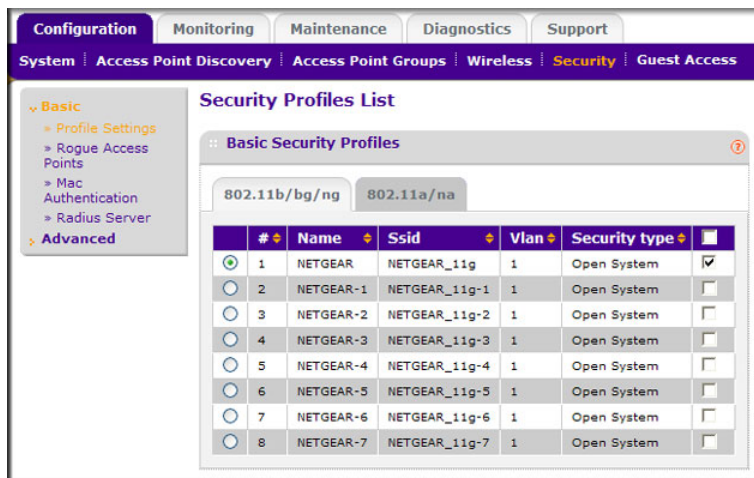 Configuration Monitoring Maintenance Diagnostics Support
System Access Point Discovery Access Point Groups Wireless Security Guest Access
Basic
» Profile Settings
» Rogue Access
Points
» Mac
Authentication
» Radius Server
Advanced
Security Profiles List
Basic Security Profiles
?
802.11b/bg/ng 802.11a/na
# Name Ssid Vlan Security type
1 NETGEAR NETGEAR_11g 1 Open System
2 NETGEAR-1 NETGEAR_11g-1 1 Open System
3 NETGEAR-2 NETGEAR_11g-2 1 Open System
4 NETGEAR-3 NETGEAR_11g-3 1 Open System
5 NETGEAR-4 NETGEAR_11g-4 1 Open System
6 NETGEAR-5 NETGEAR_11g-5 1 Open System
7 NETGEAR-6 NETGEAR_11g-6 1 Open System
8 NETGEAR-7 NETGEAR_11g-7 1 Open System